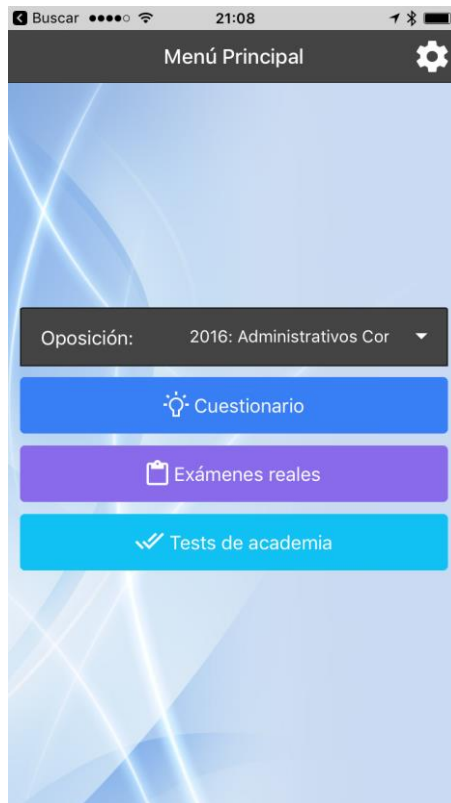 Buscar 21:08
Menú Principal
Oposición: 2016: Administrativos Cor
Cuestionario
Exámenes reales
Tests de academia